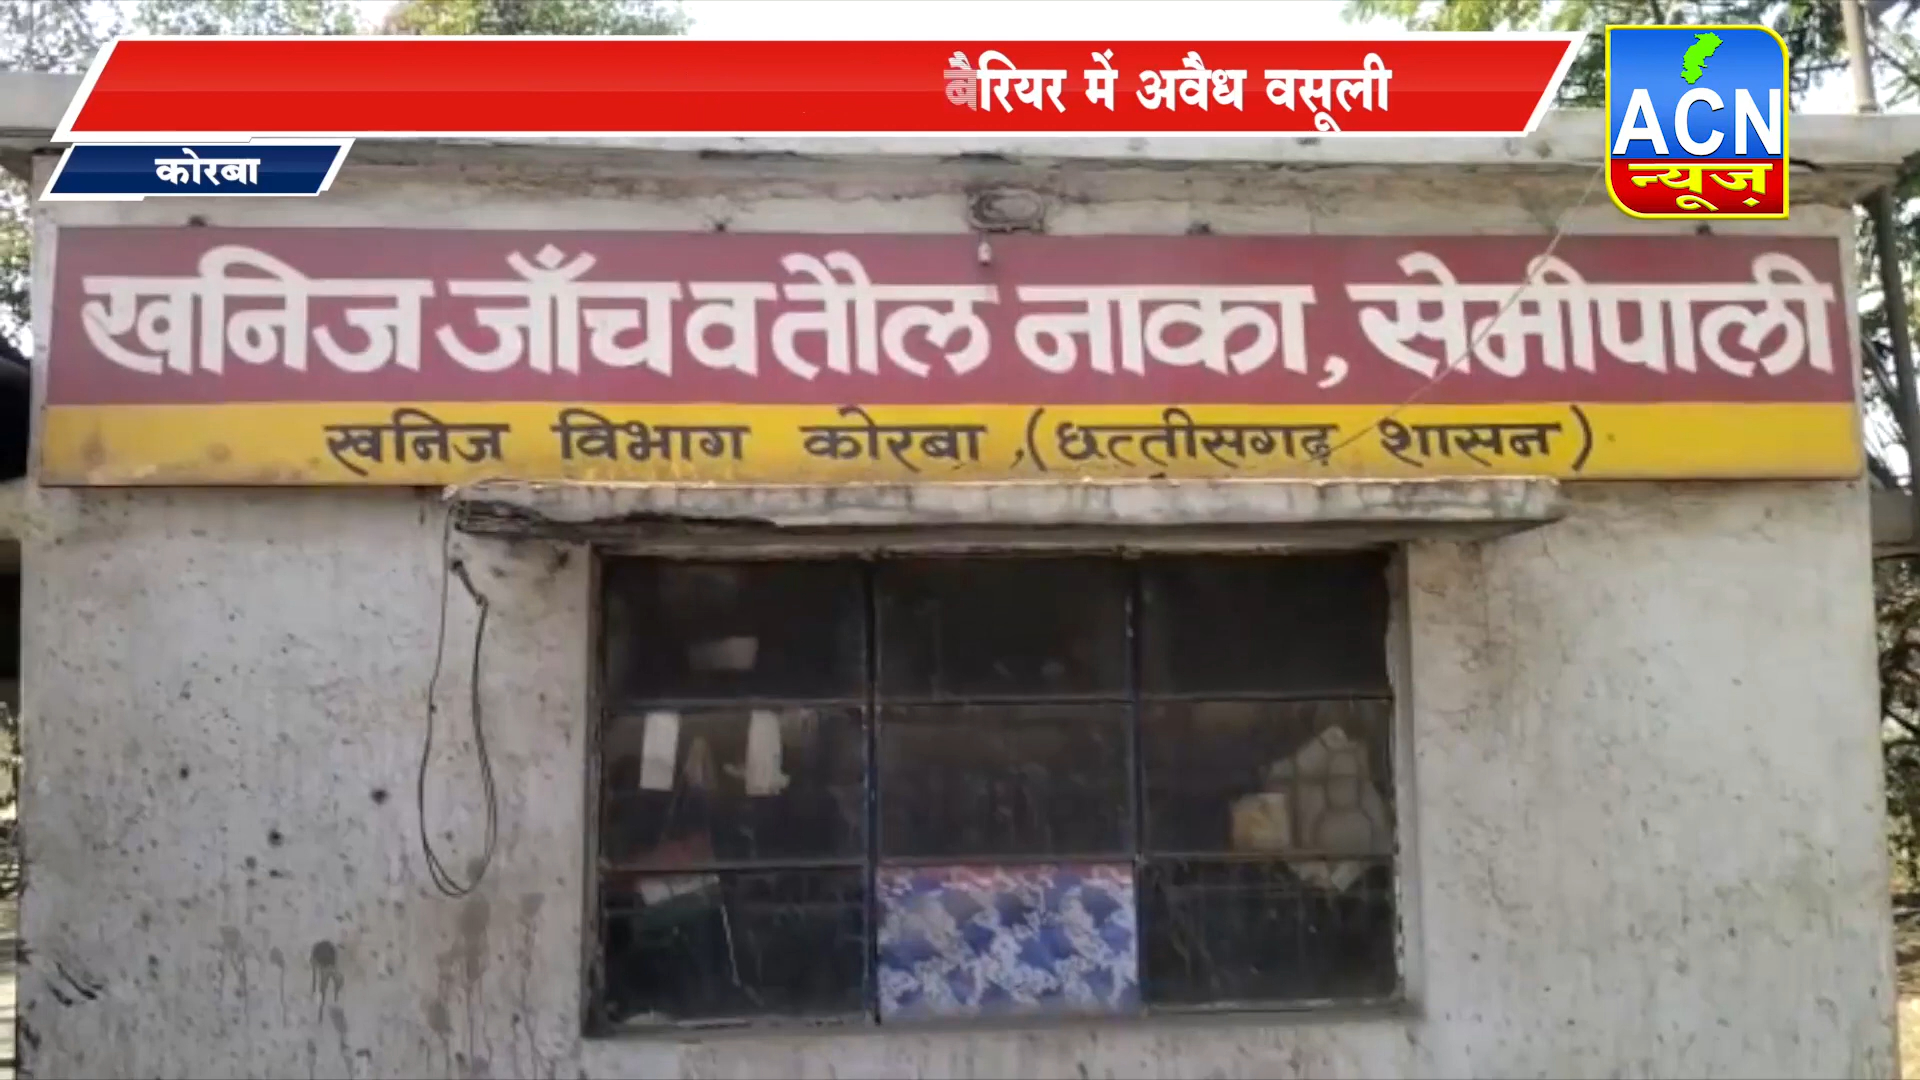 बैरियर में अवैध वसूली
कोरबा
ACN
न्यूज़
खनिज जाँच व तौल नाका, सेमीपाली
खनिज विभाग कोरबा ,(छत्तीसगढ़ शासन)